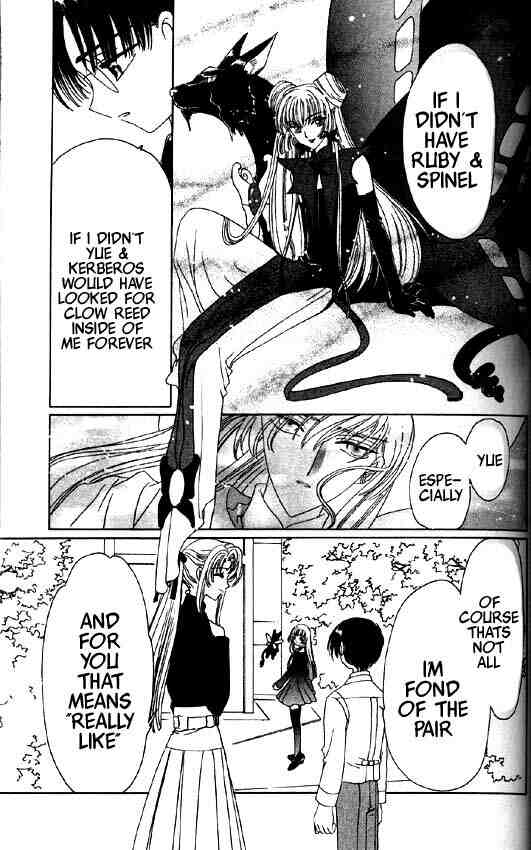 IF I
DIDN'T
HAVE
RUBY &
SPINEL
IF I DIDN'T
YUE &
KERBEROS
WOULD HAVE
LOOKED FOR
CLOW REED
INSIDE OF
ME FOREVER
YUE
ESPE-
CIALLY
OF
COURSE
THATS
NOT
ALL
I'M
FOND
OF THE
PAIR
AND
FOR
YOU
THAT
MEANS
"REALLY
LIKE"